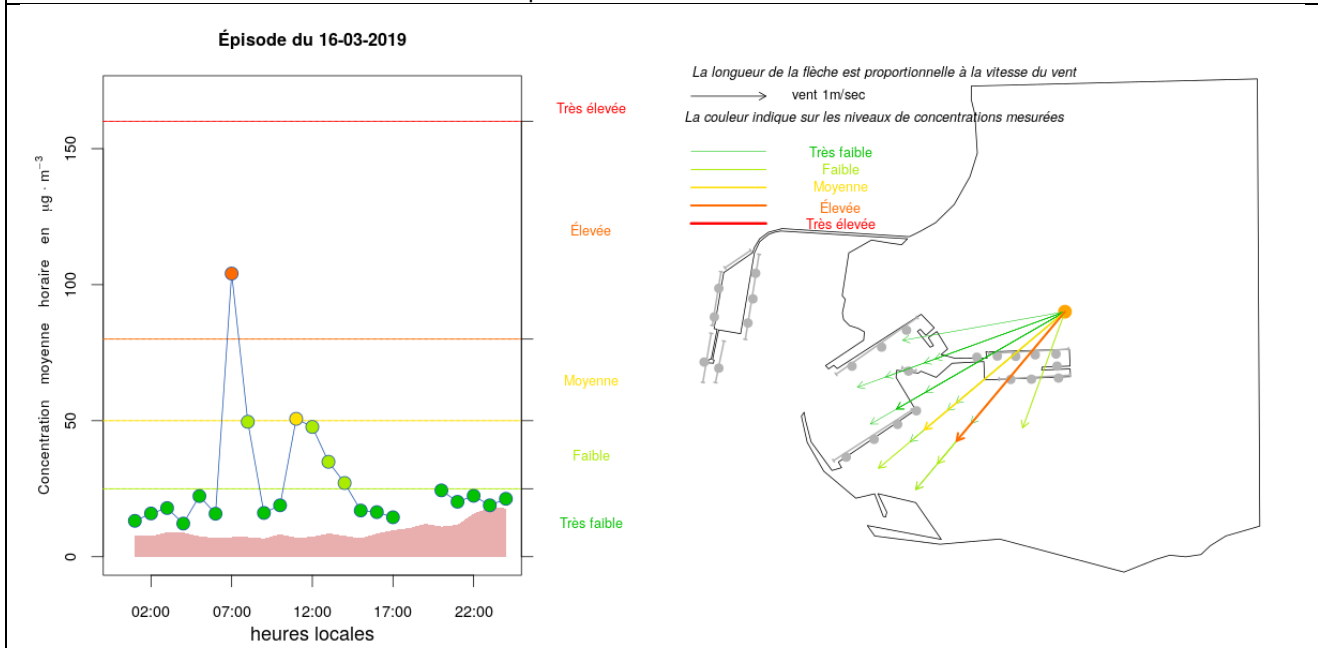 Épisode du 16-03-2019
Concentration moyenne horaire en µg · m⁻³
0
50
100
150
02:00
07:00
12:00
17:00
22:00
heures locales
Très élevée
Élevée
Moyenne
Faible
Très faible
La longueur de la flèche est proportionnelle à la vitesse du vent
vent 1m/sec
La couleur indique sur les niveaux de concentrations mesurées
Très faible
Faible
Moyenne
Élevée
Très élevée